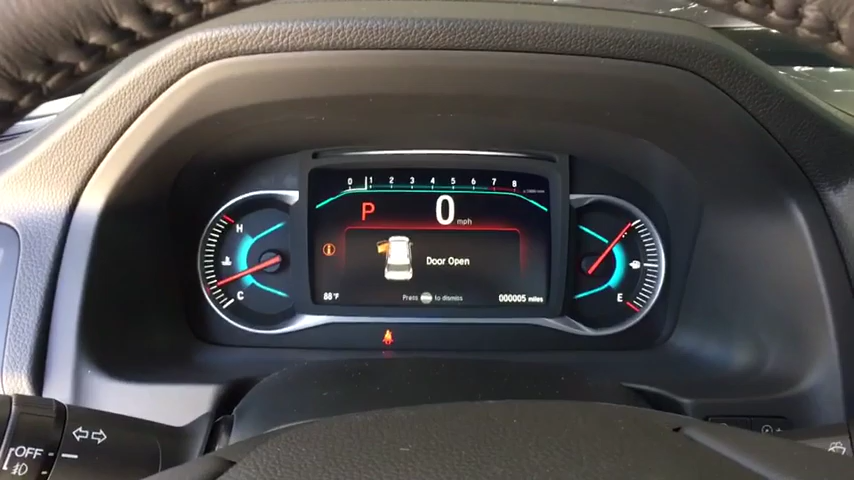 0 1 2 3 4 5 6 7 8
P 0 mph
H
Door Open
C
E
88°F
Press to dismiss
000005 miles
OFF